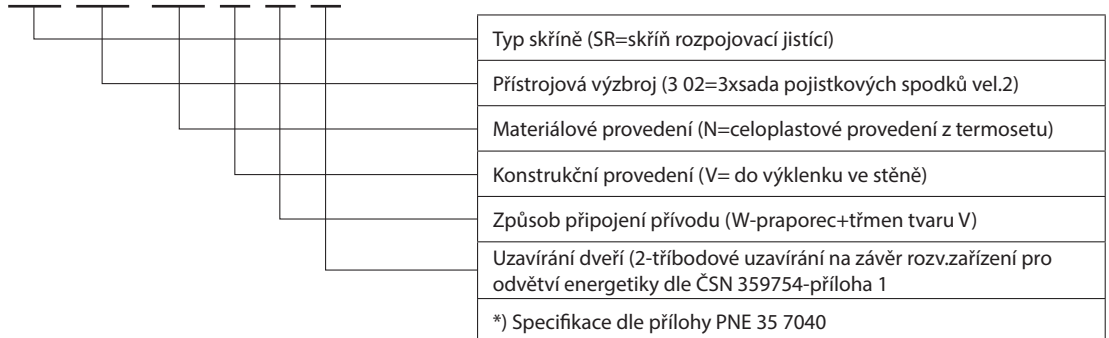 Typ skříně (SR=skříň rozpojovací jistící)
Přístrojová výzbroj (3 02=3xsada pojistkových spodků vel.2)
Materiálové provedení (N=celoplastové provedení z termosetu)
Konstrukční provedení (V= do výklenku ve stěně)
Způsob připojení přívodu (W-praporec+třmen tvaru V)
Uzavírání dveří (2-tříbodové uzavírání na závěr rozv.zařízení pro
odvětví energetiky dle ČSN 359754-příloha 1
*) Specifikace dle přílohy PNE 35 7040